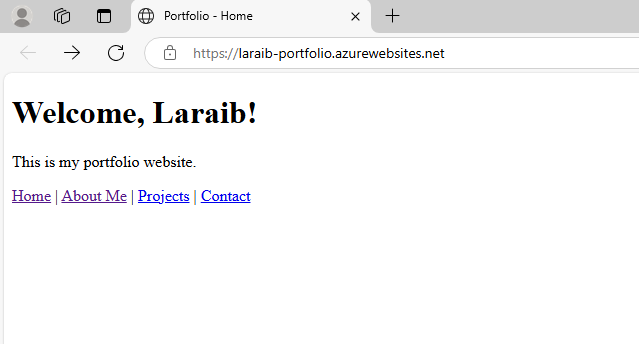 Portfolio - Home
https://laraib-portfolio.azurewebsites.net
Welcome, Laraib!
This is my portfolio website.
Home | About Me | Projects | Contact